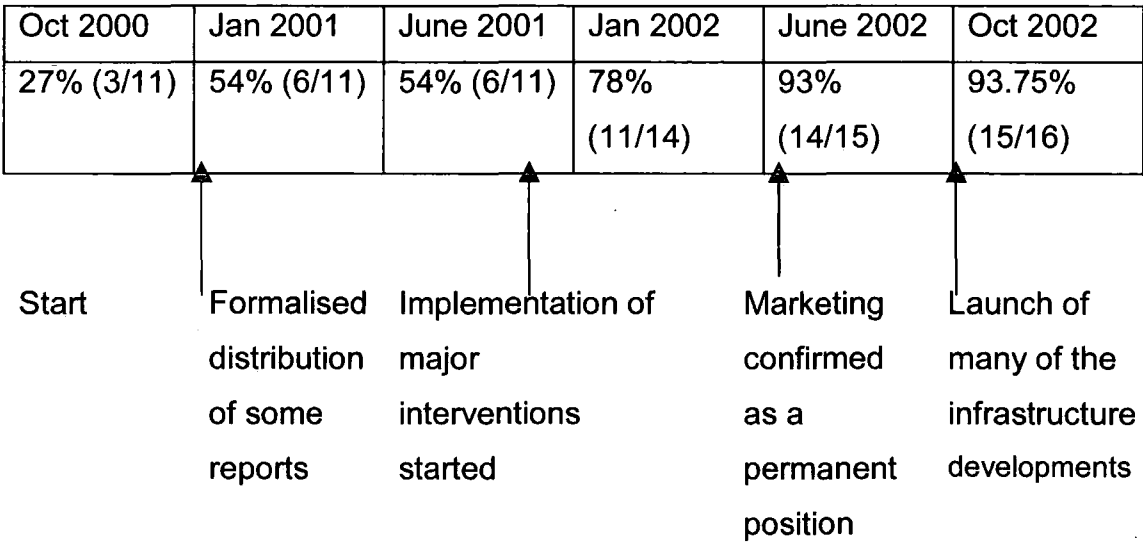 Oct 2000 Jan 2001 June 2001 Jan 2002 June 2002 Oct 2002
27% (3/11) 54% (6/11) 54% (6/11) 78% 93% 93.75%
(11/14) (14/15) (15/16)
Start Formalised Implementation of Marketing Launch of
distribution major confirmed many of the
of some interventions as a infrastructure
reports started permanent developments
position